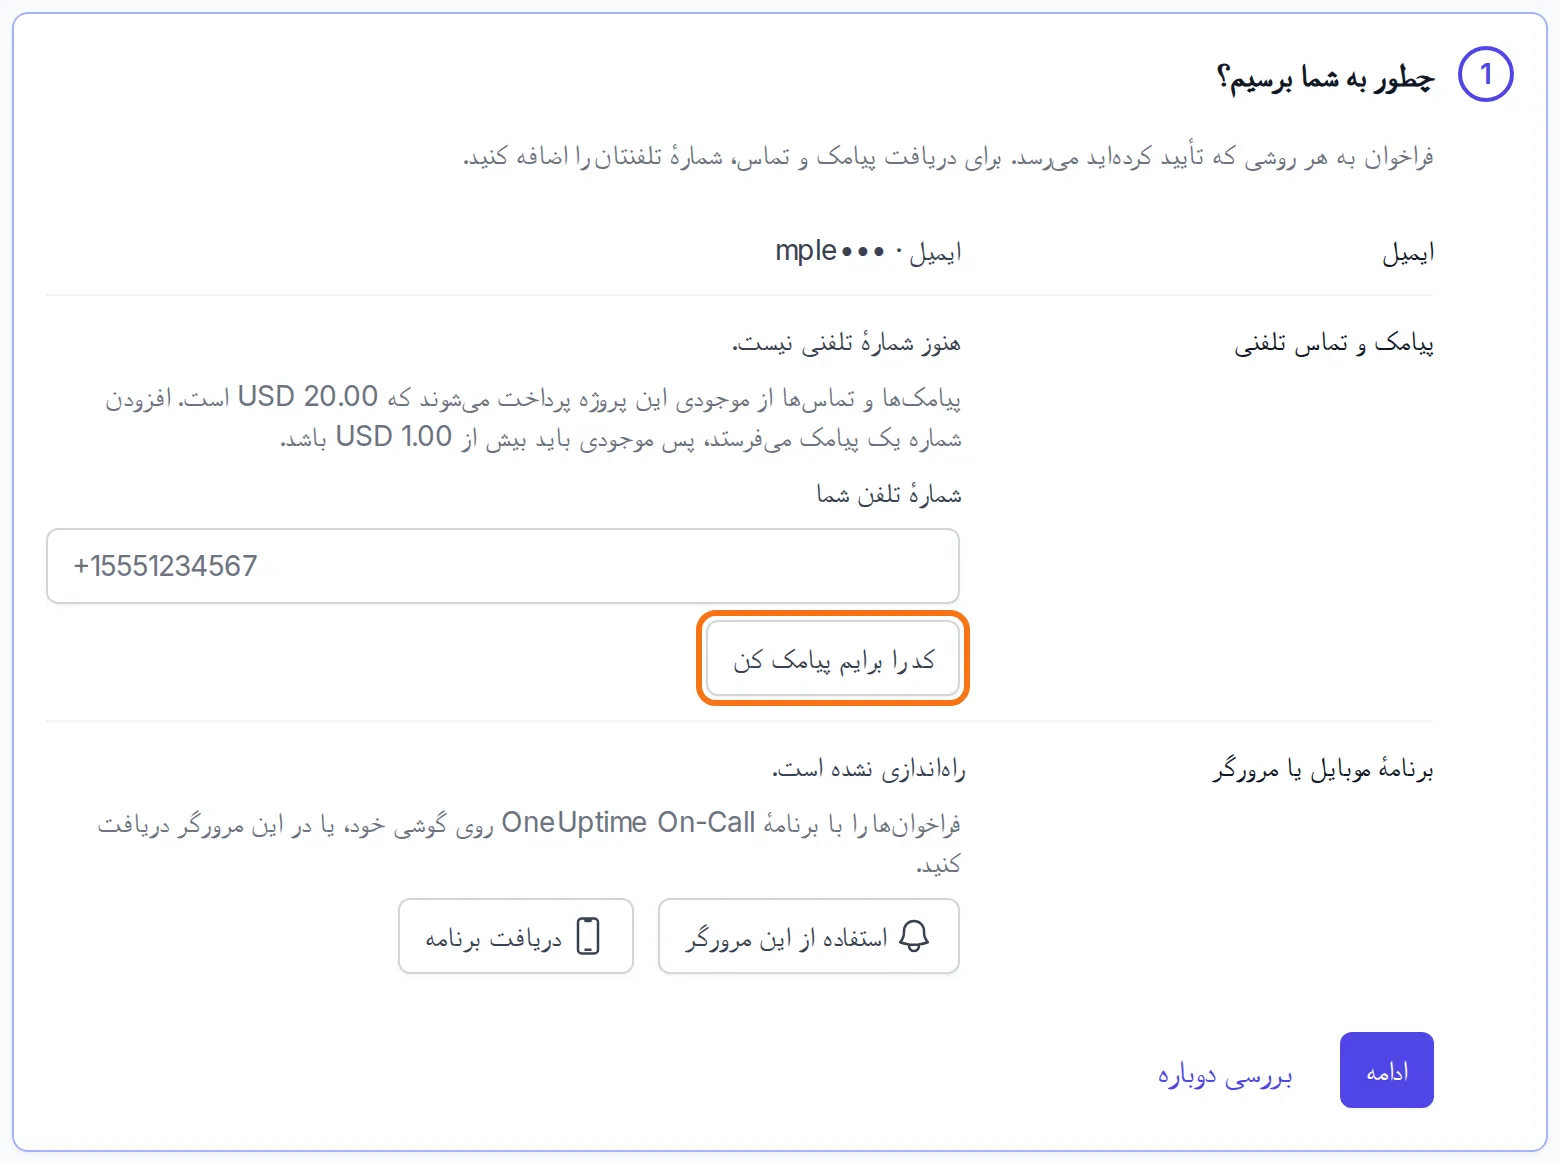 1
چطور به شما برسیم؟
فراخوان به هر روشی که تأیید کرده‌اید می‌رسد. برای دریافت پیامک و تماس، شمارهٔ تلفنتان را اضافه کنید.
ایمیل
ایمیل · •••mple
پیامک و تماس تلفنی
هنوز شمارهٔ تلفنی نیست.
پیامک‌ها و تماس‌ها از موجودی این پروژه پرداخت می‌شوند که 20.00 USD است. افزودن
شماره یک پیامک می‌فرستد، پس موجودی باید بیش از 1.00 USD باشد.
شمارهٔ تلفن شما
+15551234567
کد را برایم پیامک کن
برنامهٔ موبایل یا مرورگر
راه‌اندازی نشده است.
فراخوان‌ها را با برنامهٔ OneUptime On-Call روی گوشی خود، یا در این مرورگر دریافت
کنید.
استفاده از این مرورگر
دریافت برنامه
ادامه
بررسی دوباره